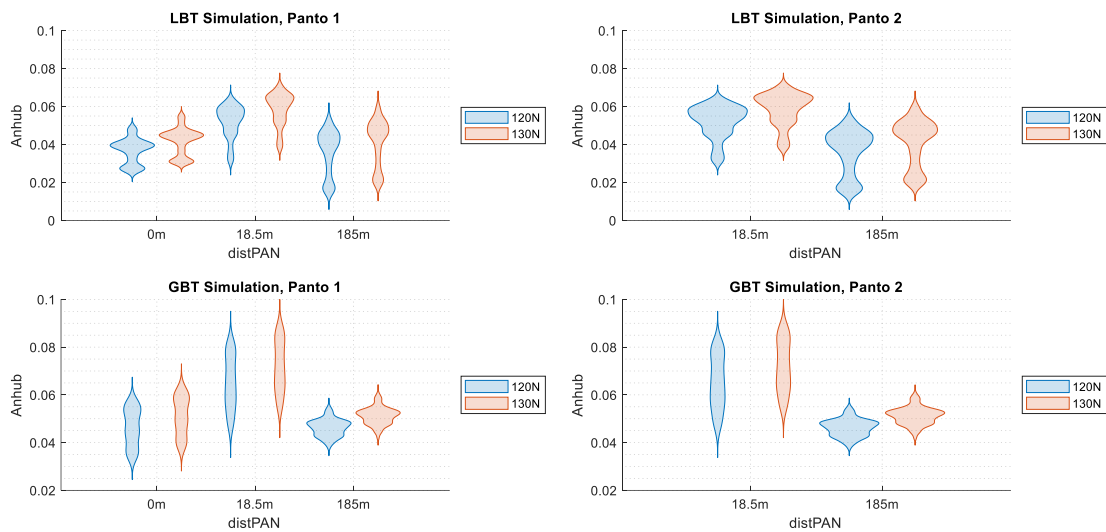 LBT Simulation, Panto 1
0.1
0.08
0.06
0.04
0.02
0
Anhub
0m
18.5m
185m
distPAN
120N
130N
LBT Simulation, Panto 2
0.1
0.08
0.06
0.04
0.02
0
Anhub
18.5m
185m
distPAN
120N
130N
GBT Simulation, Panto 1
0.1
0.08
0.06
0.04
0.02
Anhub
0m
18.5m
185m
distPAN
120N
130N
GBT Simulation, Panto 2
0.1
0.08
0.06
0.04
0.02
Anhub
18.5m
185m
distPAN
120N
130N